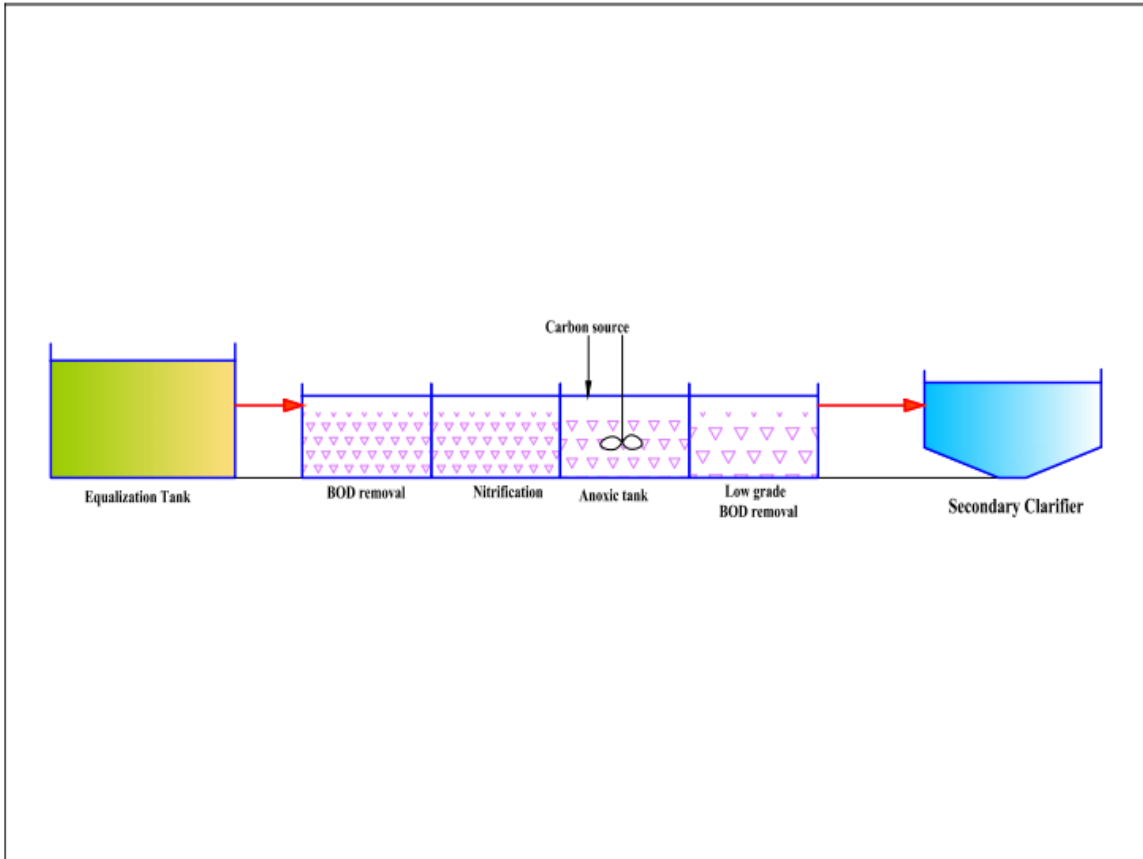 Carbon source
Equalization Tank
BOD removal
Nitrification
Anoxic tank
Low grade
BOD removal
Secondary Clarifier